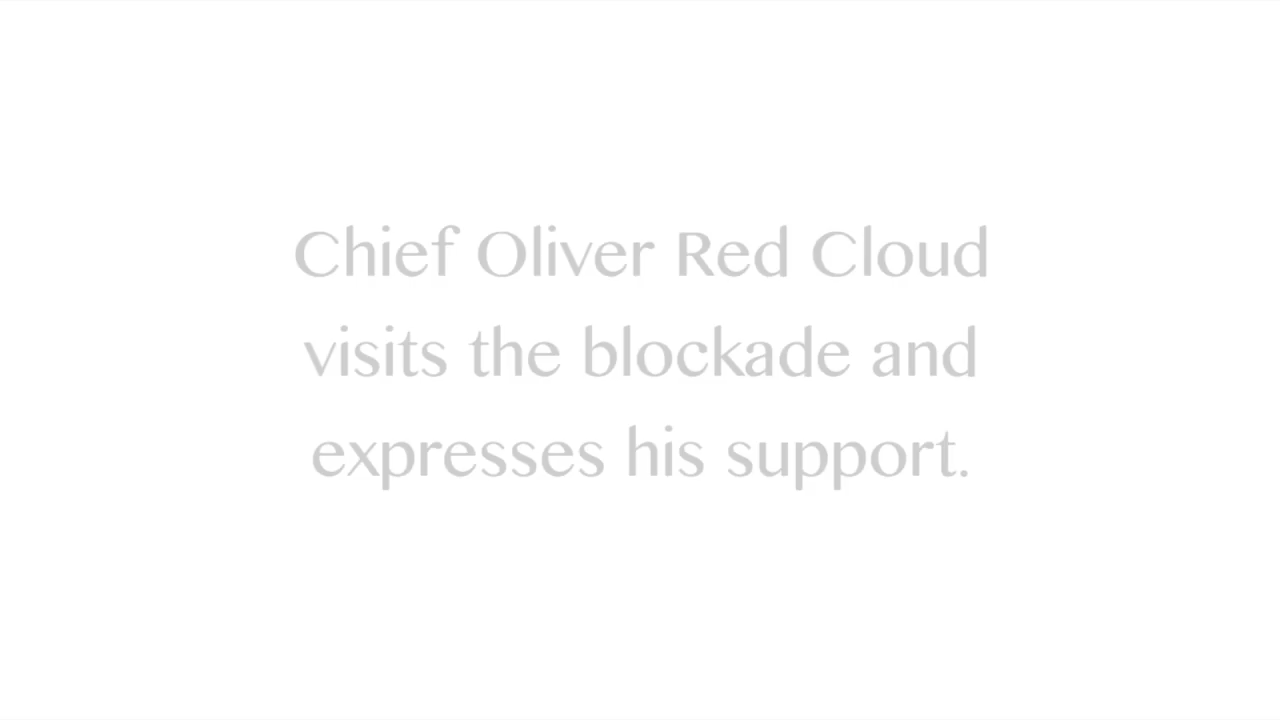 Chief Oliver Red Cloud
visits the blockade and
expresses his support.